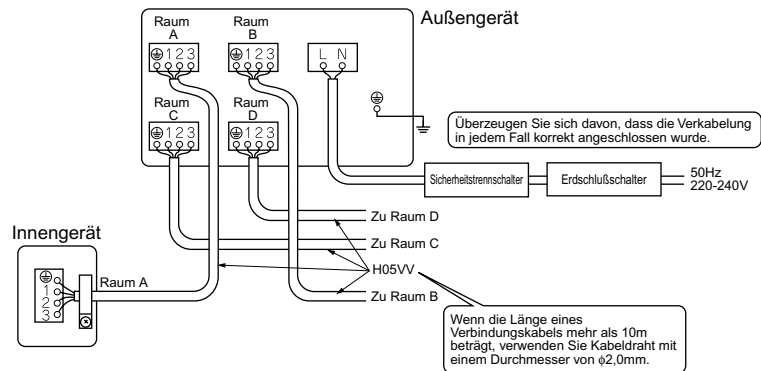 Außengerät
Raum
A
Raum
B
1 2 3
1 2 3
L N
Raum
C
Raum
D
1 2 3
1 2 3
Überzeugen Sie sich davon, dass die Verkabelung
in jedem Fall korrekt angeschlossen wurde.
Sicherheitstrennschalter
Erdschlußschalter
50Hz
220-240V
Zu Raum D
Zu Raum C
H05VV
Zu Raum B
Innengerät
Raum A
1
2
3
Wenn die Länge eines
Verbindungskabels mehr als 10m
beträgt, verwenden Sie Kabeldraht mit
einem Durchmesser von ϕ2,0mm.